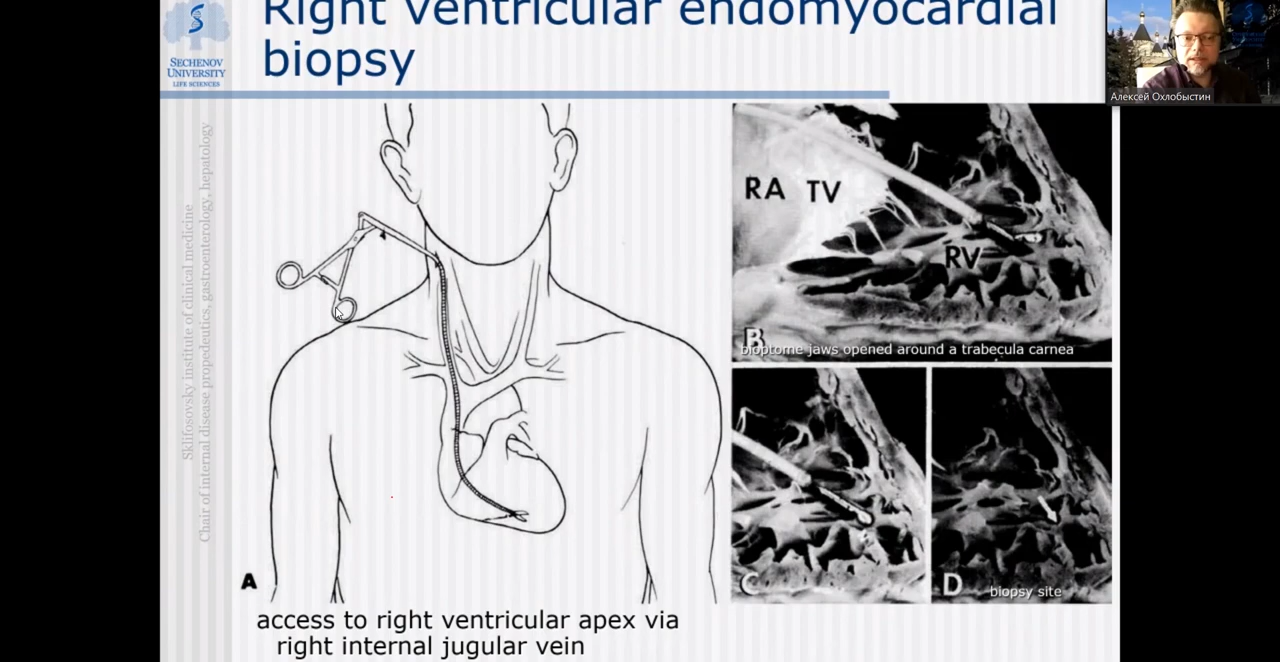 Right ventricular endomyocardial
biopsy
SECHENOV
UNIVERSITY
LIFE SCIENCES
Алексей Охлобыстин
Sklifosovsky institute of clinical medicine
Chair of internal disease propedeutics, gastroenterology, hepatology
A
RA TV
RV
B
bioptome jaws opened around a trabecula carnea
C
D
biopsy site
access to right ventricular apex via
right internal jugular vein